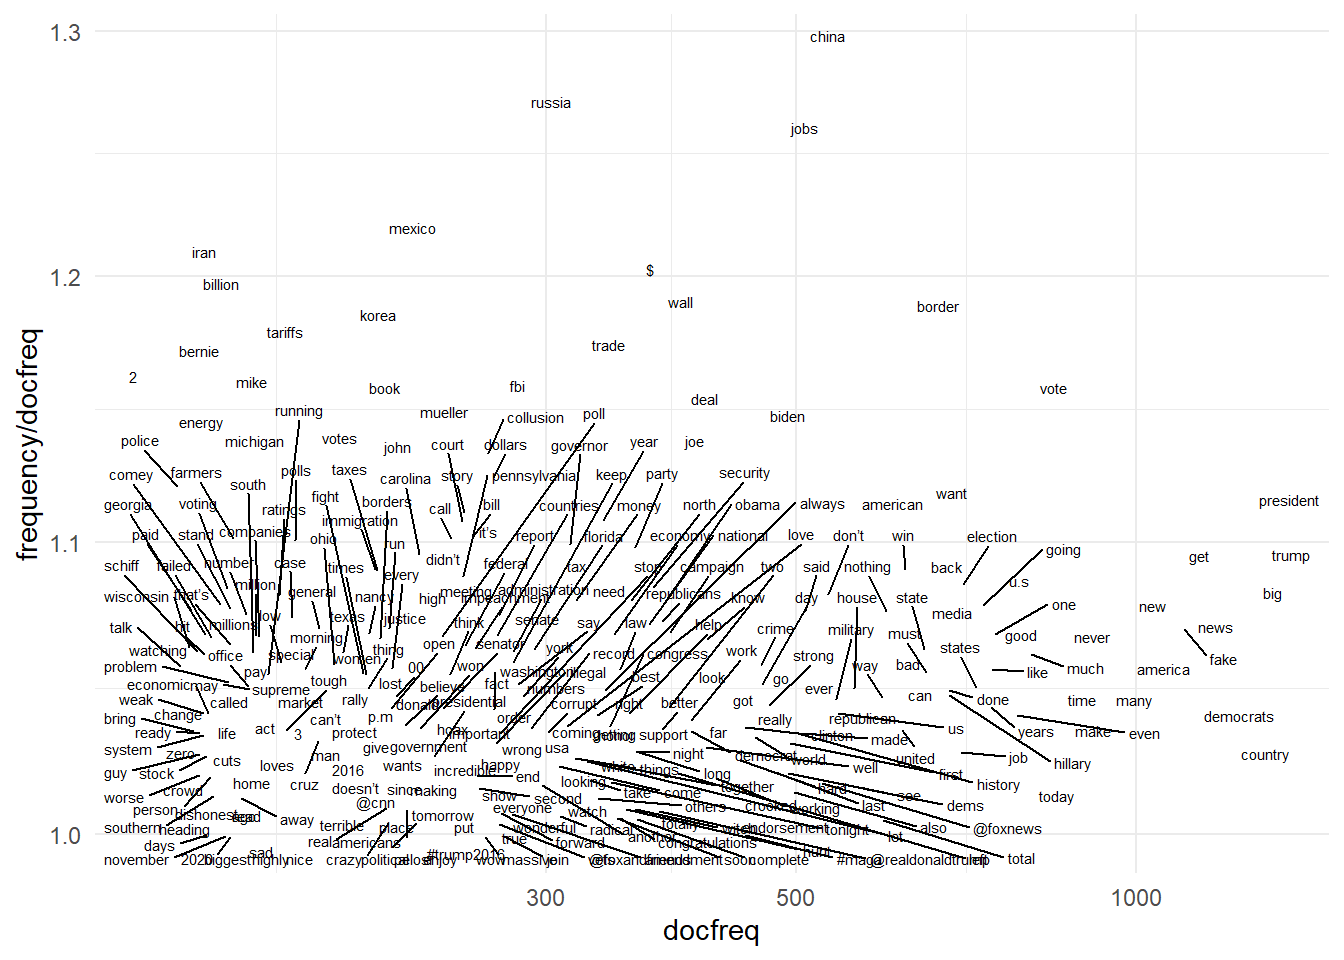 1.3
china
russia
jobs
mexico
iran
1.2
$
billion
wall
border
korea
tariffs
trade
bernie
2
mike
book
fbi
vote
deal
running
mueller
collusion
poll
biden
energy
police
michigan
votes
john
court
dollars
governor
year
joe
comey
farmers
south
polls
taxes
carolina
story
pennsylvania
keep
party
security
want
georgia
voting
ratings
fight
borders
call
bill
countries
money
north
obama
always
american
president
paid
stand
companies
immigration
ohio
run
it's
report
florida
economy
national
love
don't
win
election
1.1
going
schiff
failed
number
case
times
every
didn't
federal
tax
stop
campaign
two
said
nothing
back
u.s
get
trump
wisconsin
that's
million
general
nancy
high
meeting
impeachment
administration
need
republicans
know
day
house
state
media
one
new
big
talk
hit
millions
low
texas
justice
think
senate
say
law
help
crime
military
must
good
never
news
watching
office
morning
special
women
thing
open
won
senator
york
record
congress
work
strong
way
bad
states
fake
problem
pay
00
washington
illegal
best
look
go
like
much
america
economic
may
supreme
tough
lost
believe
fact
numbers
ever
can
done
weak
called
market
rally
donald
presidential
corrupt
right
better
got
time
many
bring
change
can't
p.m
order
really
republican
us
years
make
even
democrats
ready
life
act
3
protect
hoax
important
coming
getting
support
far
clinton
made
system
zero
man
give
government
wrong
usa
night
democrat
world
united
job
hillary
country
guy
stock
cuts
loves
2016
wants
incredible
happy
end
white
things
long
well
first
history
worse
crowd
home
cruz
doesn't
since
making
show
second
looking
take
come
together
hard
see
today
person
dishonest
away
@cnn
tomorrow
everyone
watch
others
crooked
working
last
dems
southern
heading
terrible
place
put
wonderful
radical
totally
witch
endorsement
tonight
also
@foxnews
days
real
americans
true
forward
another
congratulations
lot
november
2020
biggest
highly
sad
nice
crazy
political
enjoy
#trump2016
wow
massive
join
amendment
soon
complete
hunt
#maga
@realdonaldtrump
left
total
1.0
300
500
1000
docfreq
frequency/docfreq